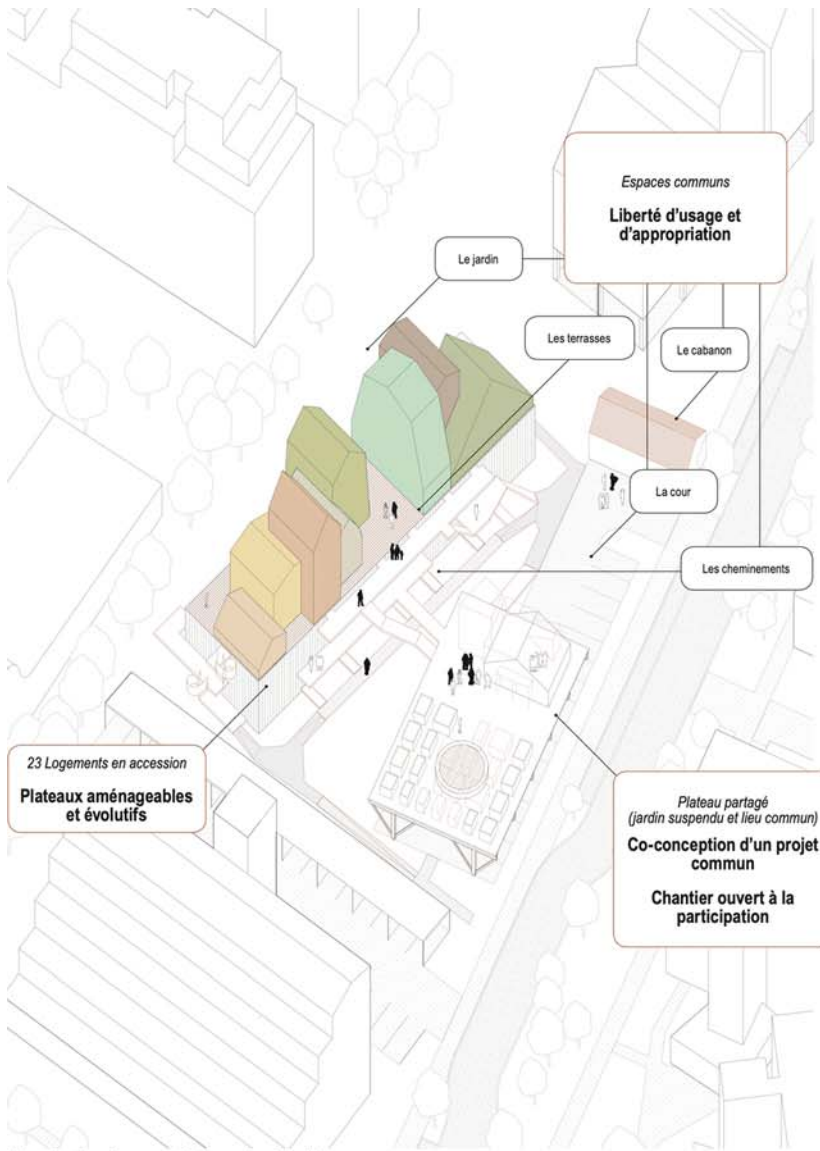 Espaces communs
Liberté d'usage et
d'appropriation
Le jardin
Les terrasses
Le cabanon
La cour
Les cheminements
23 Logements en accession
Plateaux aménageables
et évolutifs
Plateau partagé
(jardin suspendu et lieu commun)
Co-conception d'un projet
commun
Chantier ouvert à la
participation